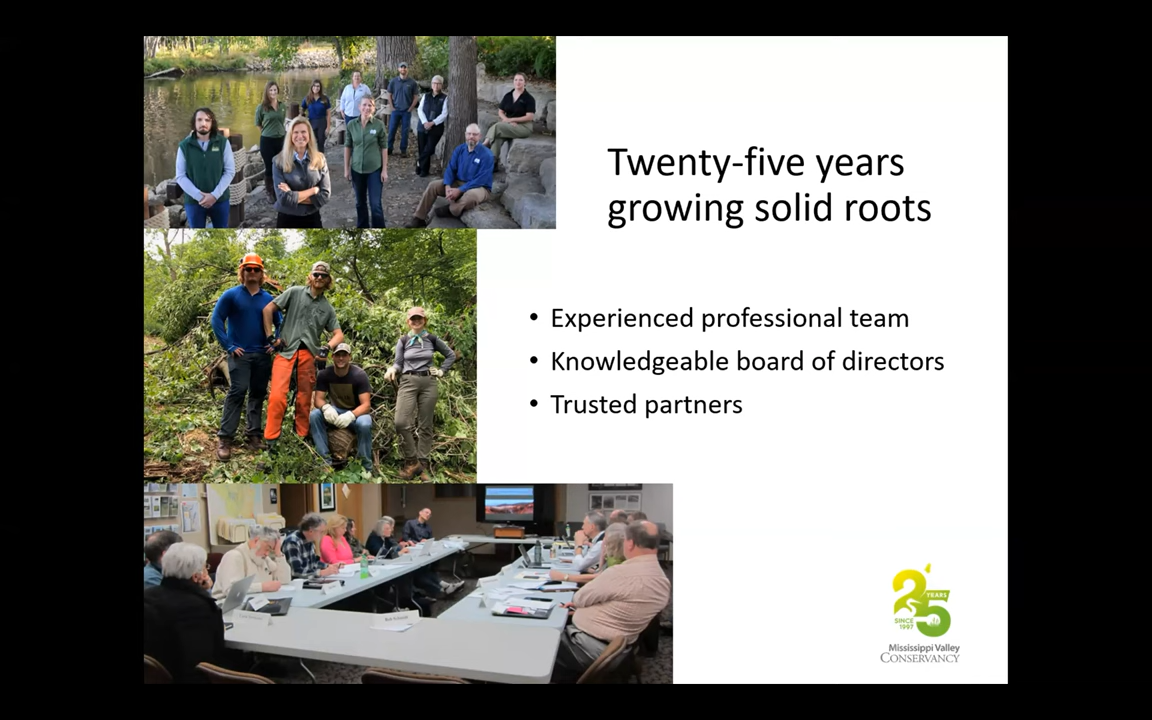 Twenty-five years
growing solid roots
• Experienced professional team
• Knowledgeable board of directors
• Trusted partners
25
YEARS
SINCE
1997
Mississippi Valley
CONSERVANCY